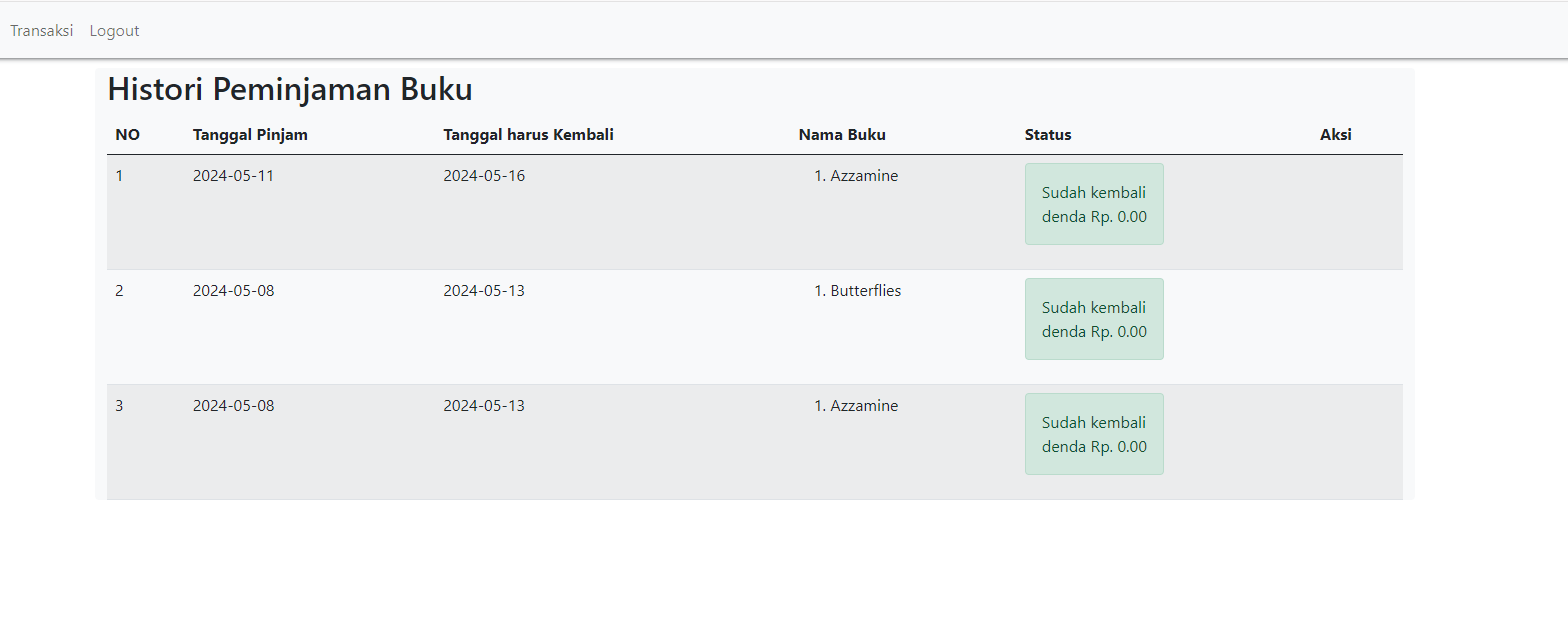 Transaksi Logout
Histori Peminjaman Buku
NO Tanggal Pinjam Tanggal harus Kembali Nama Buku Status Aksi
1 2024-05-11 2024-05-16 1. Azzamine Sudah kembali
denda Rp. 0.00
2 2024-05-08 2024-05-13 1. Butterflies Sudah kembali
denda Rp. 0.00
3 2024-05-08 2024-05-13 1. Azzamine Sudah kembali
denda Rp. 0.00